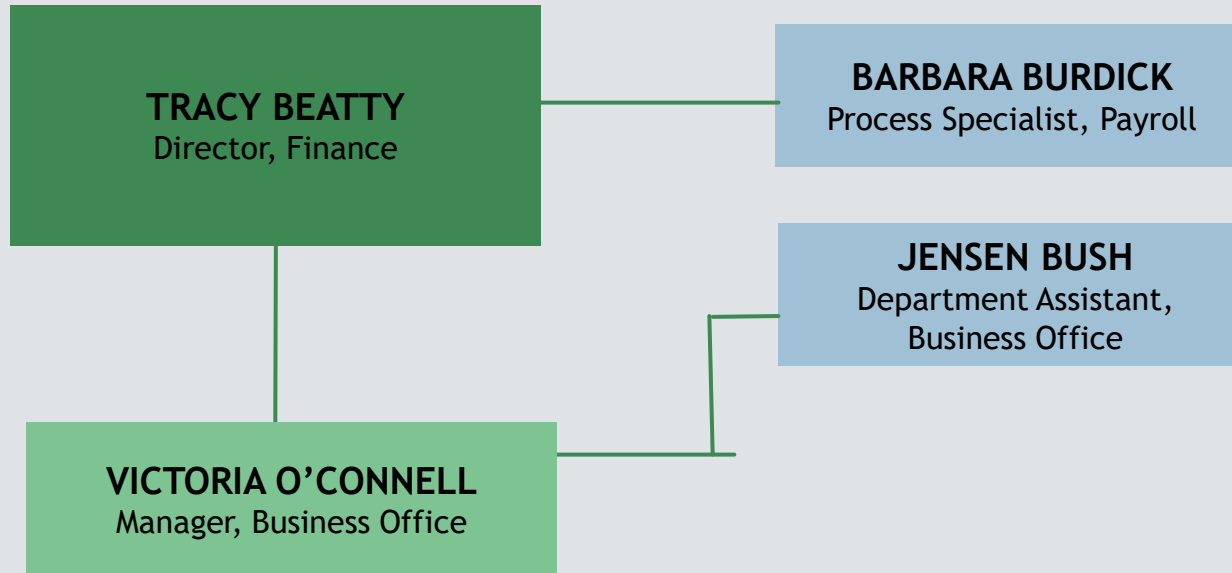 TRACY BEATTY
Director, Finance
BARBARA BURDICK
Process Specialist, Payroll
JENSEN BUSH
Department Assistant,
Business Office
VICTORIA O’CONNELL
Manager, Business Office